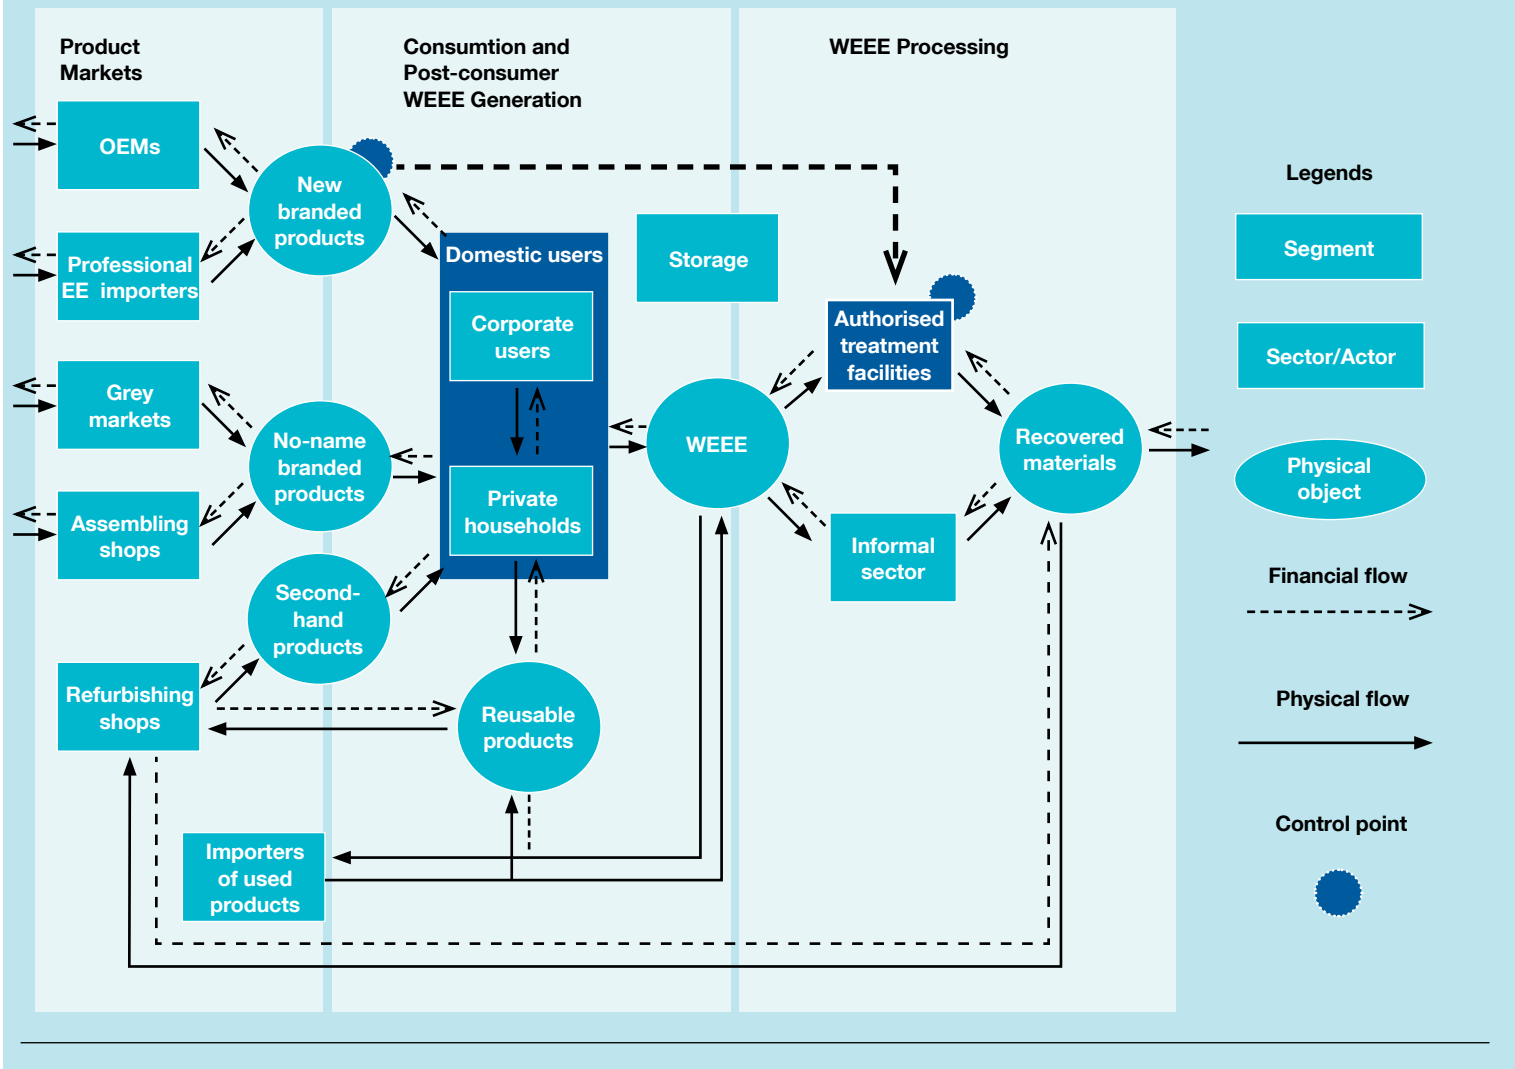 Product
Markets
Consumtion and
Post-consumer
WEEE Generation
WEEE Processing
OEMs
Professional
EE importers
Grey
markets
Assembling
shops
Refurbishing
shops
New
branded
products
No-name
branded
products
Second-
hand
products
Importers
of used
products
Domestic users
Corporate
users
Private
households
Reusable
products
Storage
WEEE
Authorised
treatment
facilities
Informal
sector
Recovered
materials
Legends
Segment
Sector/Actor
Physical
object
Financial flow
Physical flow
Control point